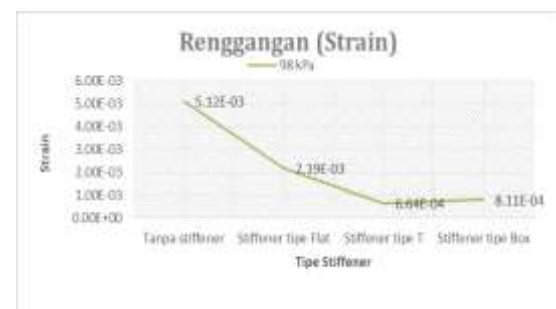 Renggangan (Strain)
98 kPa
6.00E-03
5.00E-03
4.00E-03
3.00E-03
2.00E-03
1.00E-03
0.00E+00
Strain
5.12E-03
2.19E-03
6.64E-04
8.11E-04
Tanpa stiffener Stiffener tipe Flat Stiffener tipe T Stiffener tipe Box
Tipe Stiffener